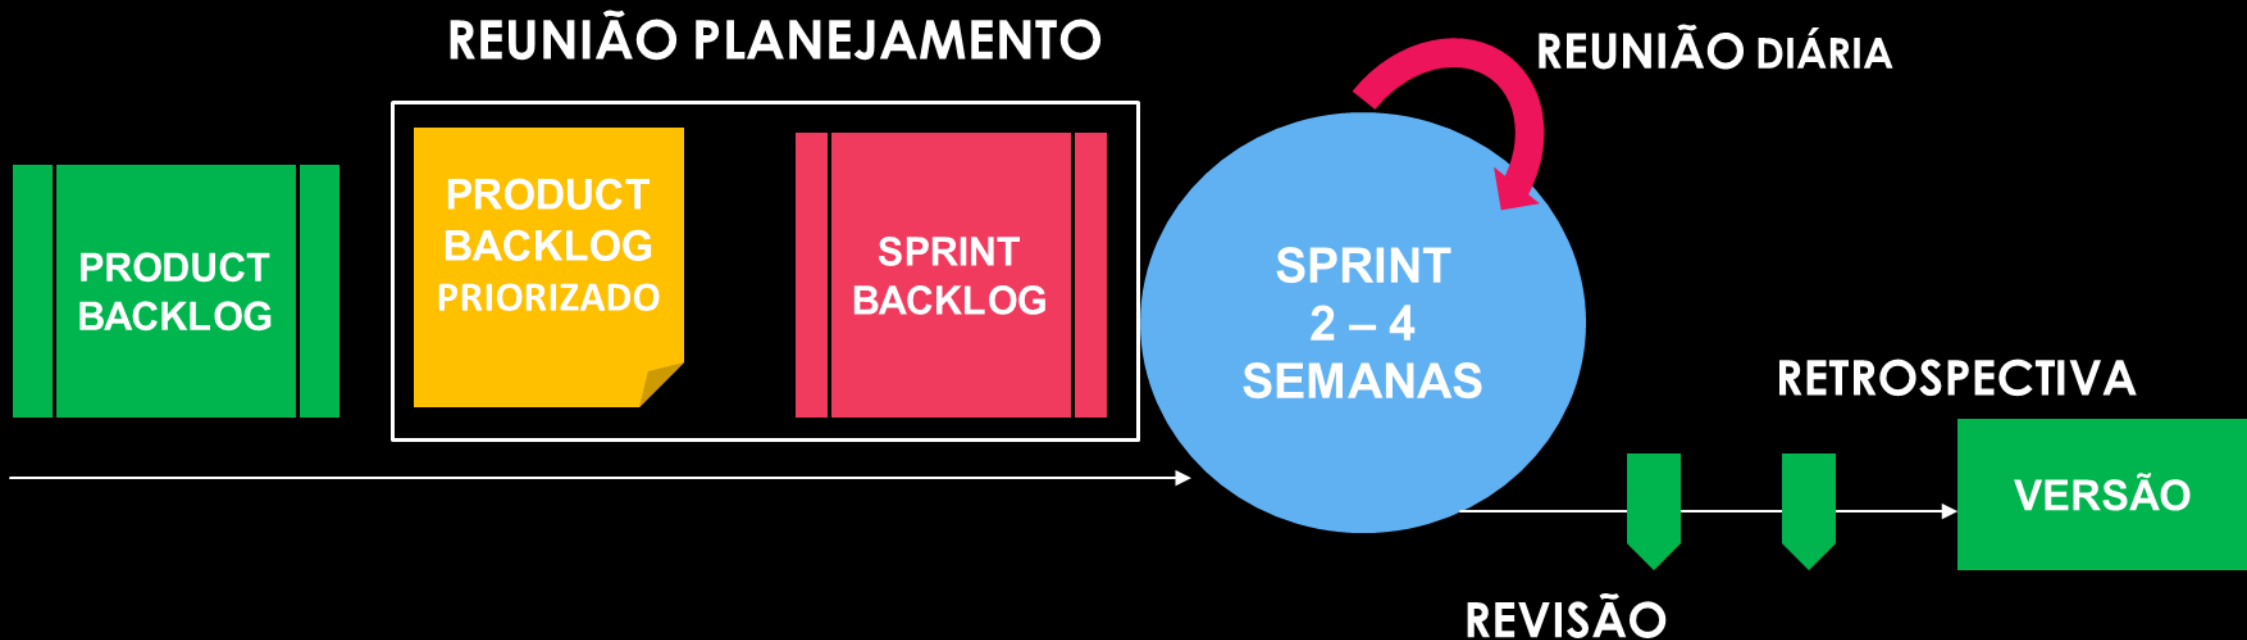 REUNIÃO PLANEJAMENTO
REUNIÃO DIÁRIA
PRODUCT
BACKLOG
PRODUCT
BACKLOG
PRIORIZADO
SPRINT
BACKLOG
SPRINT
2 – 4
SEMANAS
RETROSPECTIVA
VERSÃO
REVISÃO